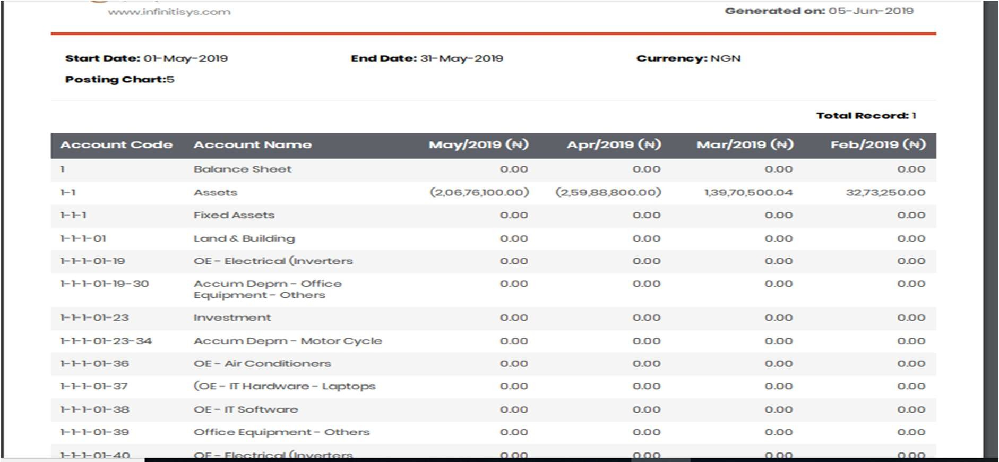 www.infinitisys.com
Generated on: 05-Jun-2019
Start Date: 01-May-2019 End Date: 31-May-2019 Currency: NGN
Posting Chart:5
Total Record: 1
Account Code Account Name May/2019 (₦) Apr/2019 (₦) Mar/2019 (₦) Feb/2019 (₦)
1 Balance Sheet 0.00 0.00 0.00 0.00
1-1 Assets (2,06,76,100.00) (2,59,88,800.00) 1,39,70,500.04 32,73,250.00
1-1-1 Fixed Assets 0.00 0.00 0.00 0.00
1-1-1-01 Land & Building 0.00 0.00 0.00 0.00
1-1-1-01-19 OE - Electrical (Inverters 0.00 0.00 0.00 0.00
1-1-1-01-19-30 Accum Deprn - Office 0.00 0.00 0.00 0.00
Equipment - Others
1-1-1-01-23 Investment 0.00 0.00 0.00 0.00
1-1-1-01-23-34 Accum Deprn - Motor Cycle 0.00 0.00 0.00 0.00
1-1-1-01-36 OE - Air Conditioners 0.00 0.00 0.00 0.00
1-1-1-01-37 (OE - IT Hardware - Laptops 0.00 0.00 0.00 0.00
1-1-1-01-38 OE - IT Software 0.00 0.00 0.00 0.00
1-1-1-01-39 Office Equipment - Others 0.00 0.00 0.00 0.00
1-1-1-01-40 OE - Electrical (Inverters 0.00 0.00 0.00 0.00